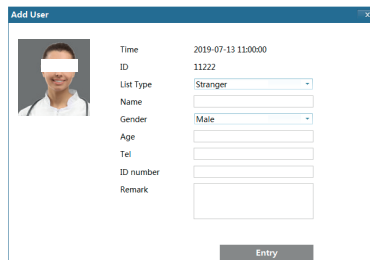 Add User
x
Time 2019-07-13 11:00:00
ID 11222
List Type Stranger
Name
Gender Male
Age
Tel
ID number
Remark
Entry